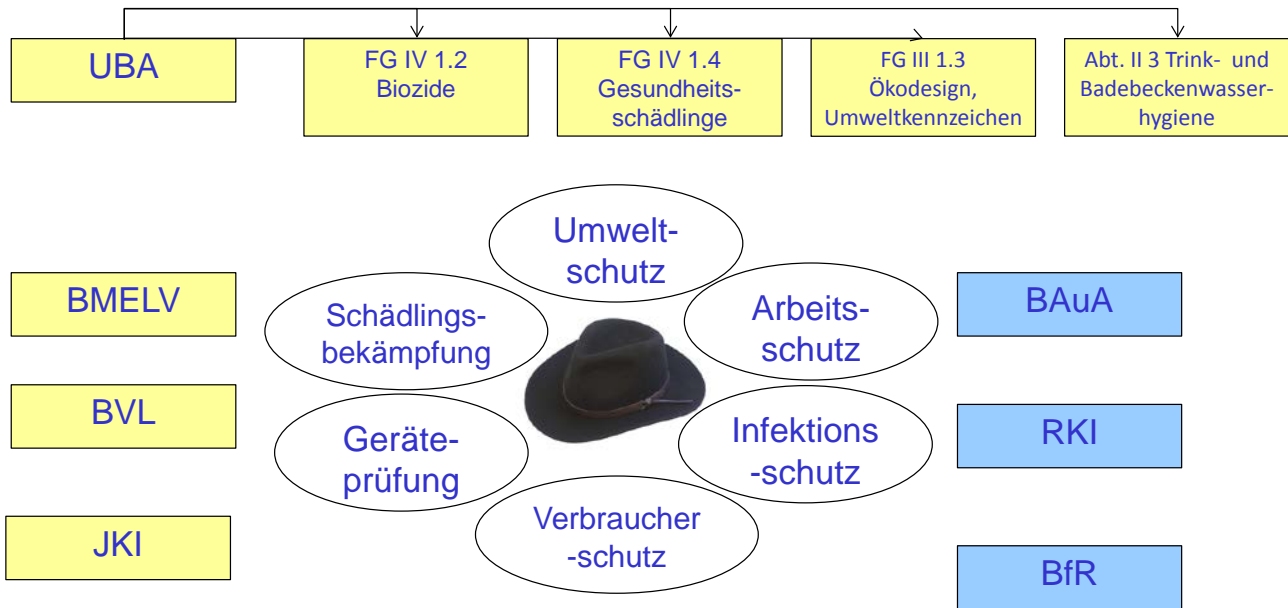 UBA
FG IV 1.2
Biozide
FG IV 1.4
Gesundheits-
schädlinge
FG III 1.3
Ökodesign,
Umweltkennzeichen
Abt. II 3 Trink- und
Badebeckenwasser-
hygiene
Umwelt-
schutz
BMELV
Schädlings-
bekämpfung
Arbeits-
schutz
BAuA
BVL
Geräte-
prüfung
Infektions
-schutz
RKI
JKI
Verbraucher
-schutz
BfR